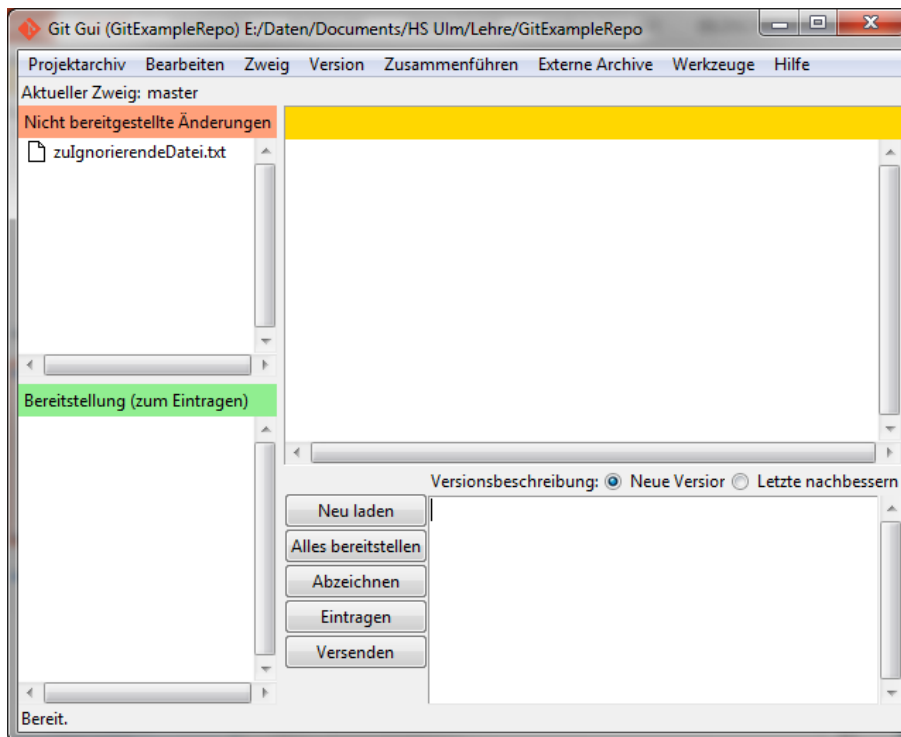 Git Gui (GitExampleRepo) E:/Daten/Documents/HS Ulm/Lehre/GitExampleRepo
Projektarchiv Bearbeiten Zweig Version Zusammenführen Externe Archive Werkzeuge Hilfe
Aktueller Zweig: master
Nicht bereitgestellte Änderungen
zuIgnorierendeDatei.txt
Bereitstellung (zum Eintragen)
Versionsbeschreibung: Neue Version Letzte nachbessern
Neu laden
Alles bereitstellen
Abzeichnen
Eintragen
Versenden
Bereit.